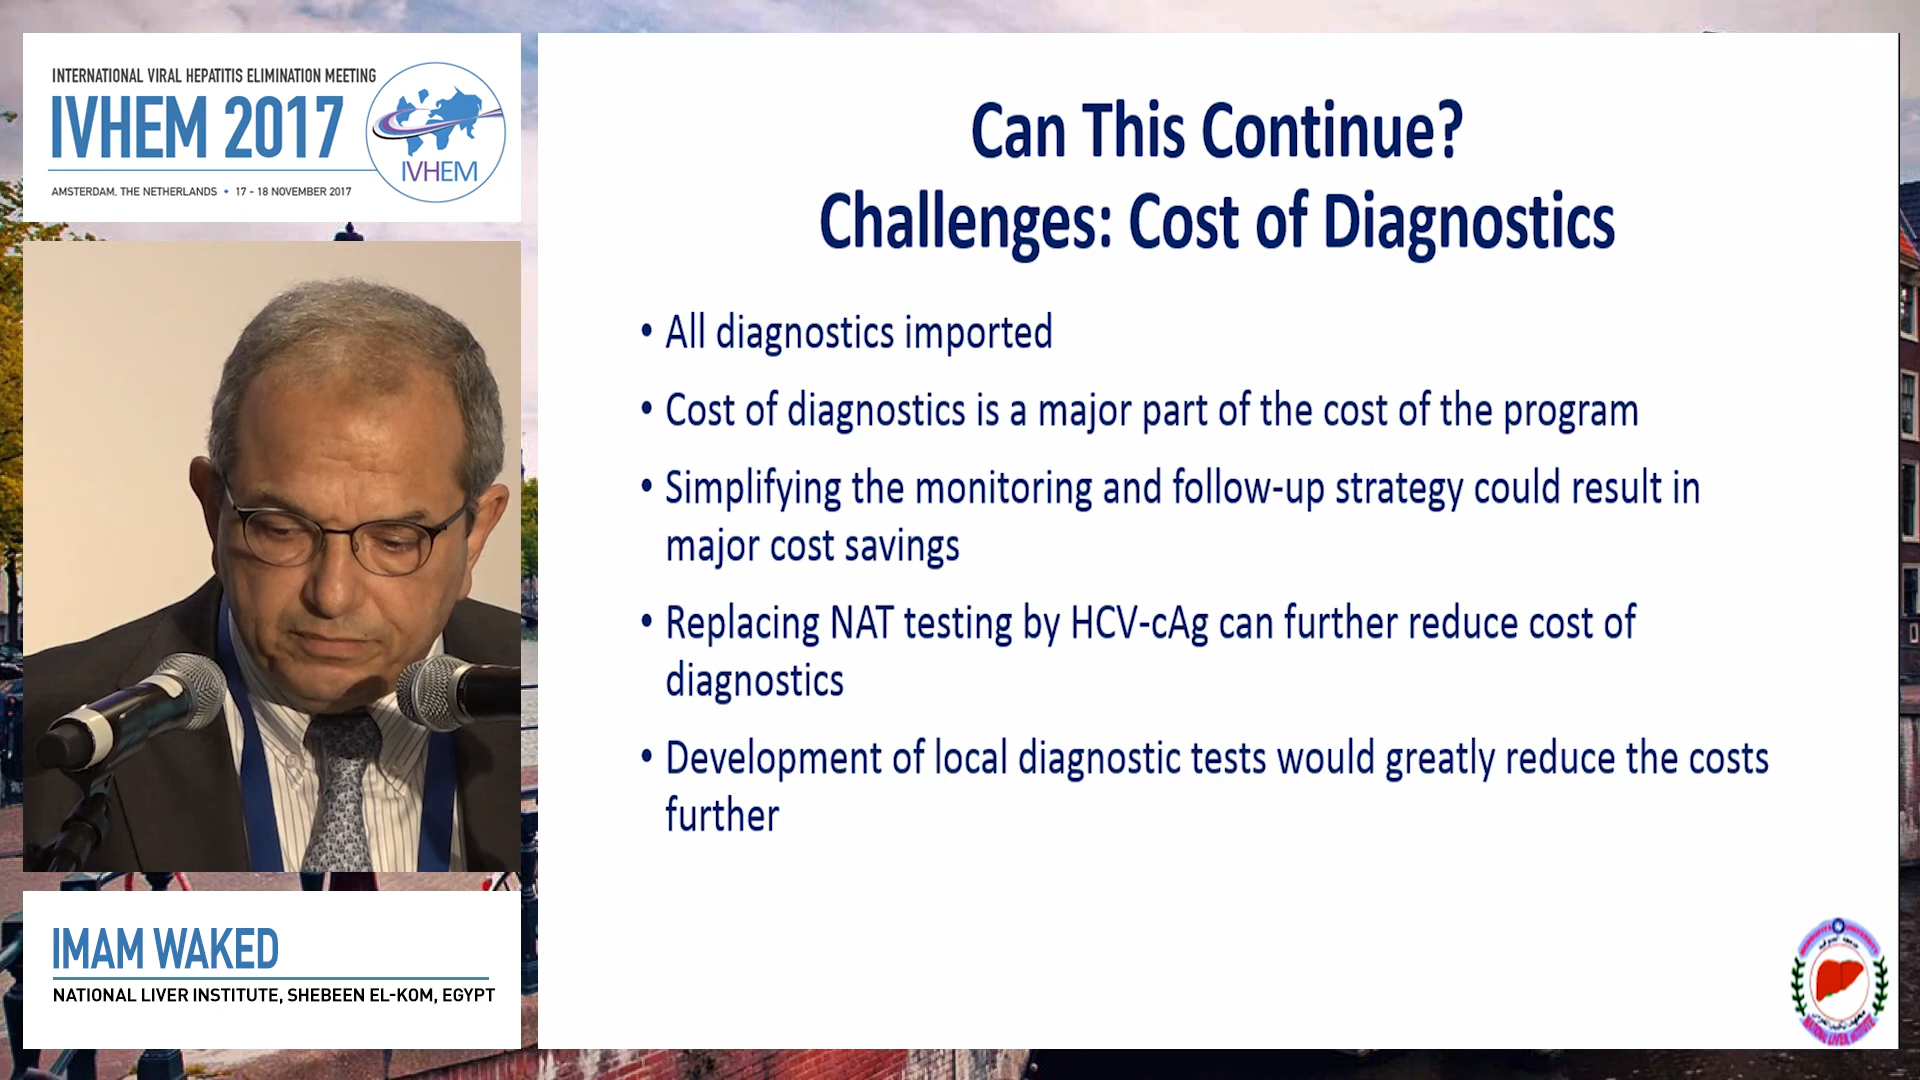 INTERNATIONAL VIRAL HEPATITIS ELIMINATION MEETING
IVHEM 2017
IVHEM
AMSTERDAM, THE NETHERLANDS • 17 - 18 NOVEMBER 2017
IMAM WAKED
NATIONAL LIVER INSTITUTE, SHEBEEN EL-KOM, EGYPT
Can This Continue?
Challenges: Cost of Diagnostics
• All diagnostics imported
• Cost of diagnostics is a major part of the cost of the program
• Simplifying the monitoring and follow-up strategy could result in
major cost savings
• Replacing NAT testing by HCV-cAg can further reduce cost of
diagnostics
• Development of local diagnostic tests would greatly reduce the costs
further
NATIONAL LIVER INSTITUTE